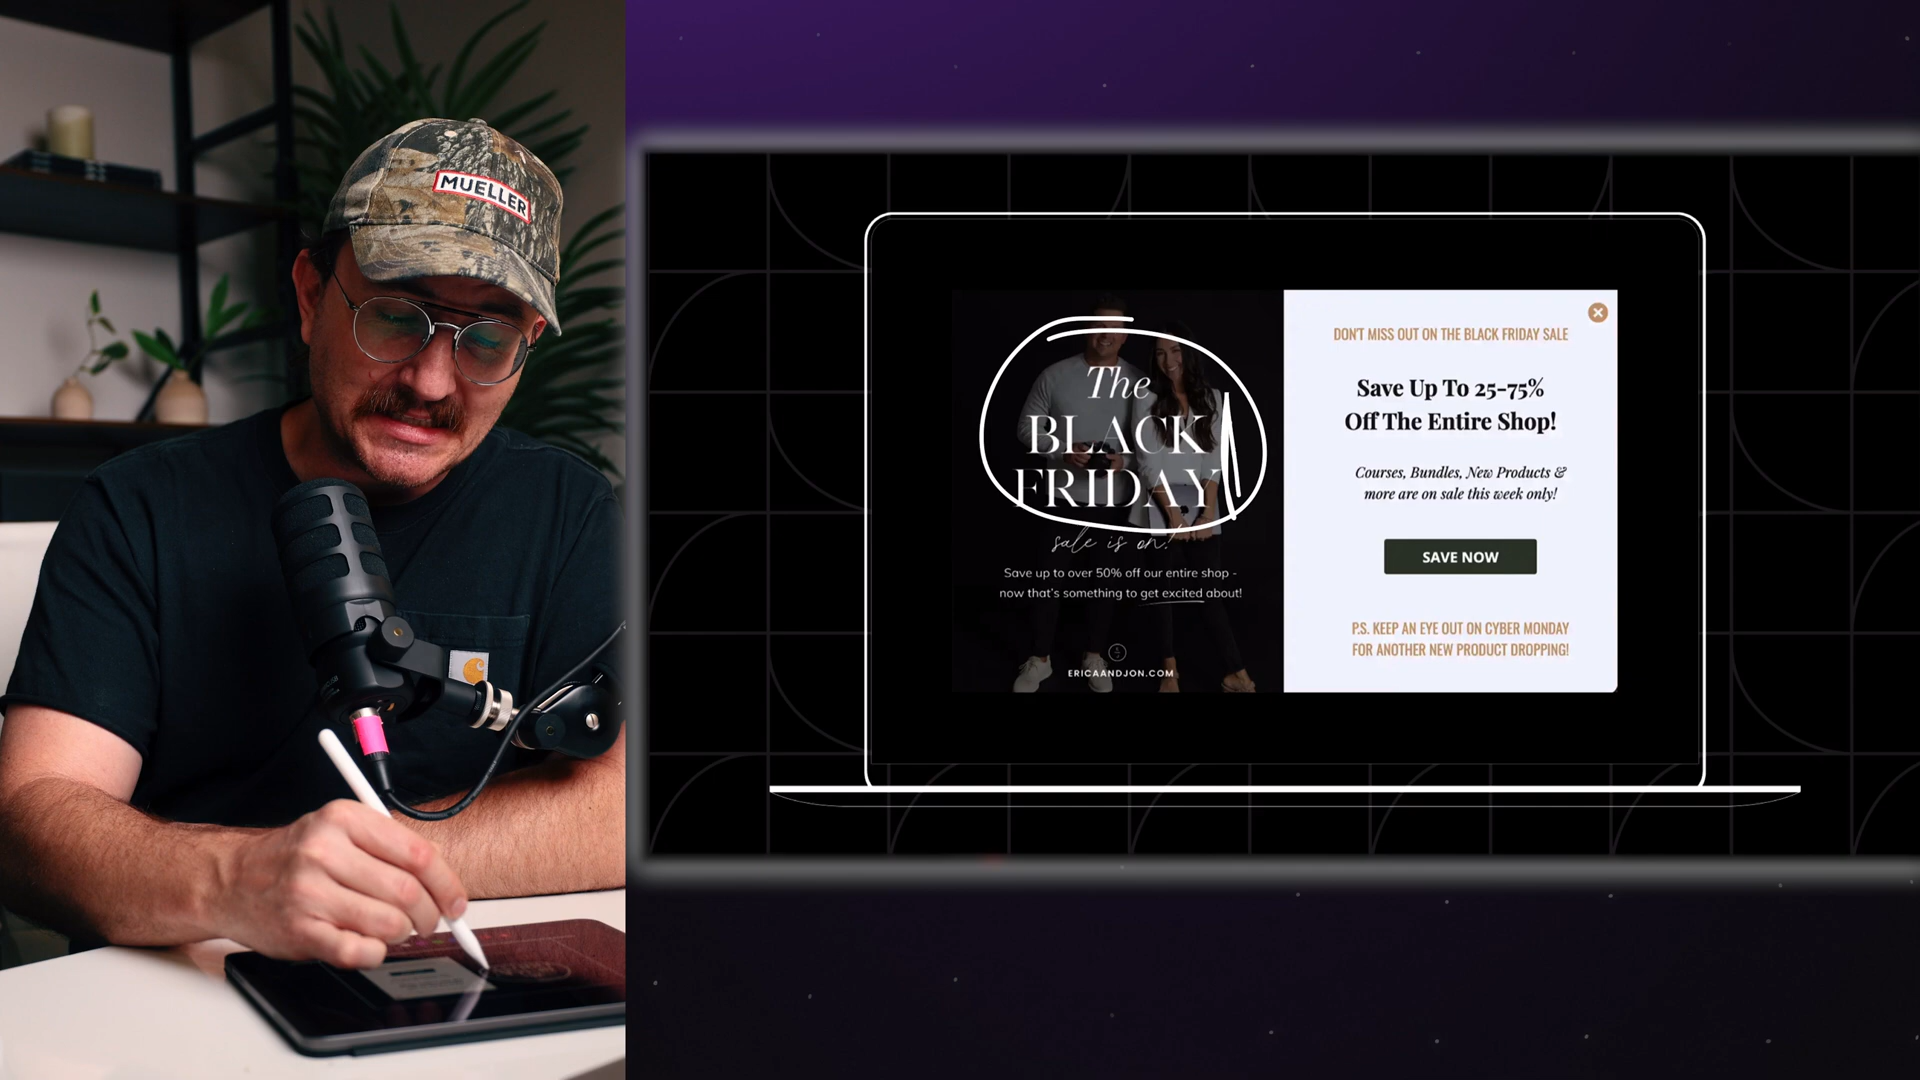 MUELLER
The
BLACK
FRIDAY
sale is on!
Save up to over 50% off our entire shop -
now that's something to get excited about!
ERICAANDJON.COM
DON'T MISS OUT ON THE BLACK FRIDAY SALE
Save Up To 25-75%
Off The Entire Shop!
Courses, Bundles, New Products &
more are on sale this week only!
SAVE NOW
P.S. KEEP AN EYE OUT ON CYBER MONDAY
FOR ANOTHER NEW PRODUCT DROPPING!